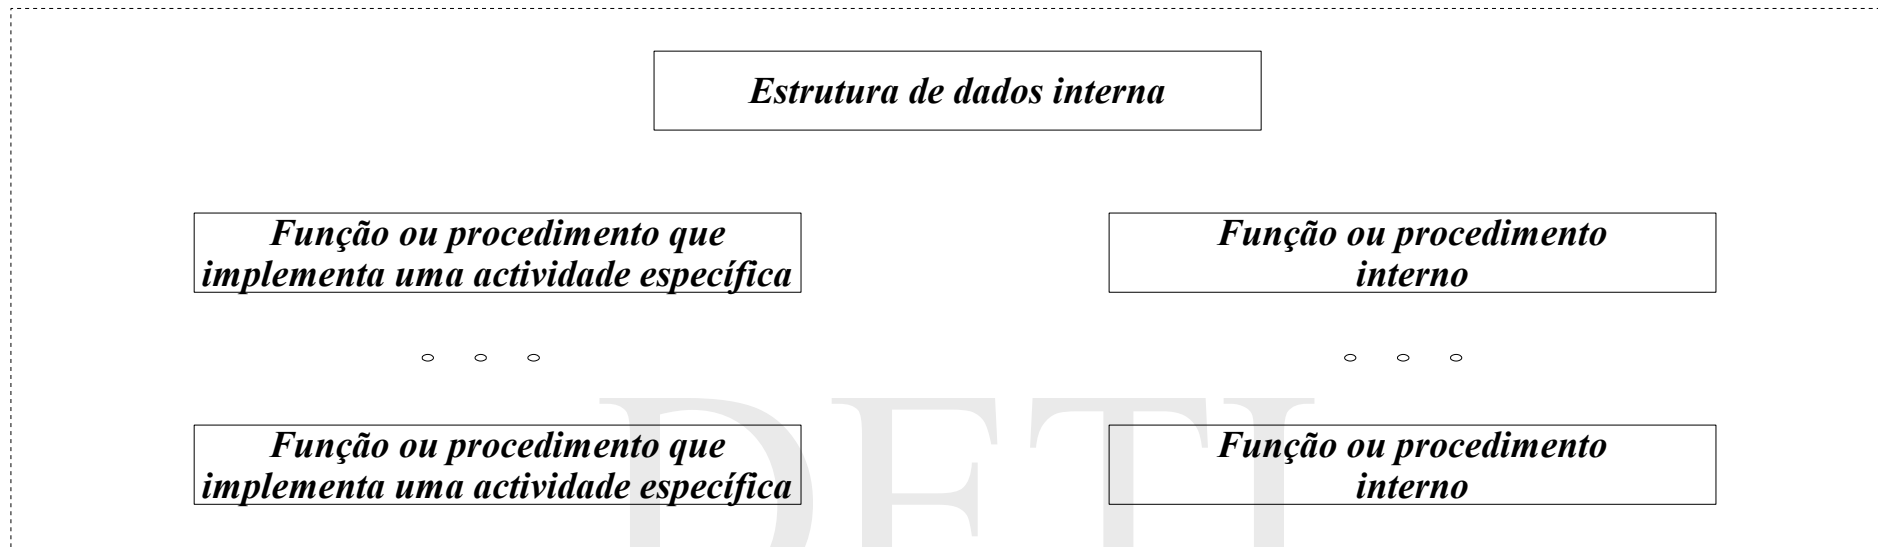 Estrutura de dados interna
Função ou procedimento que
implementa uma actividade específica
Função ou procedimento
interno
Função ou procedimento que
implementa uma actividade específica
Função ou procedimento
interno
DETI